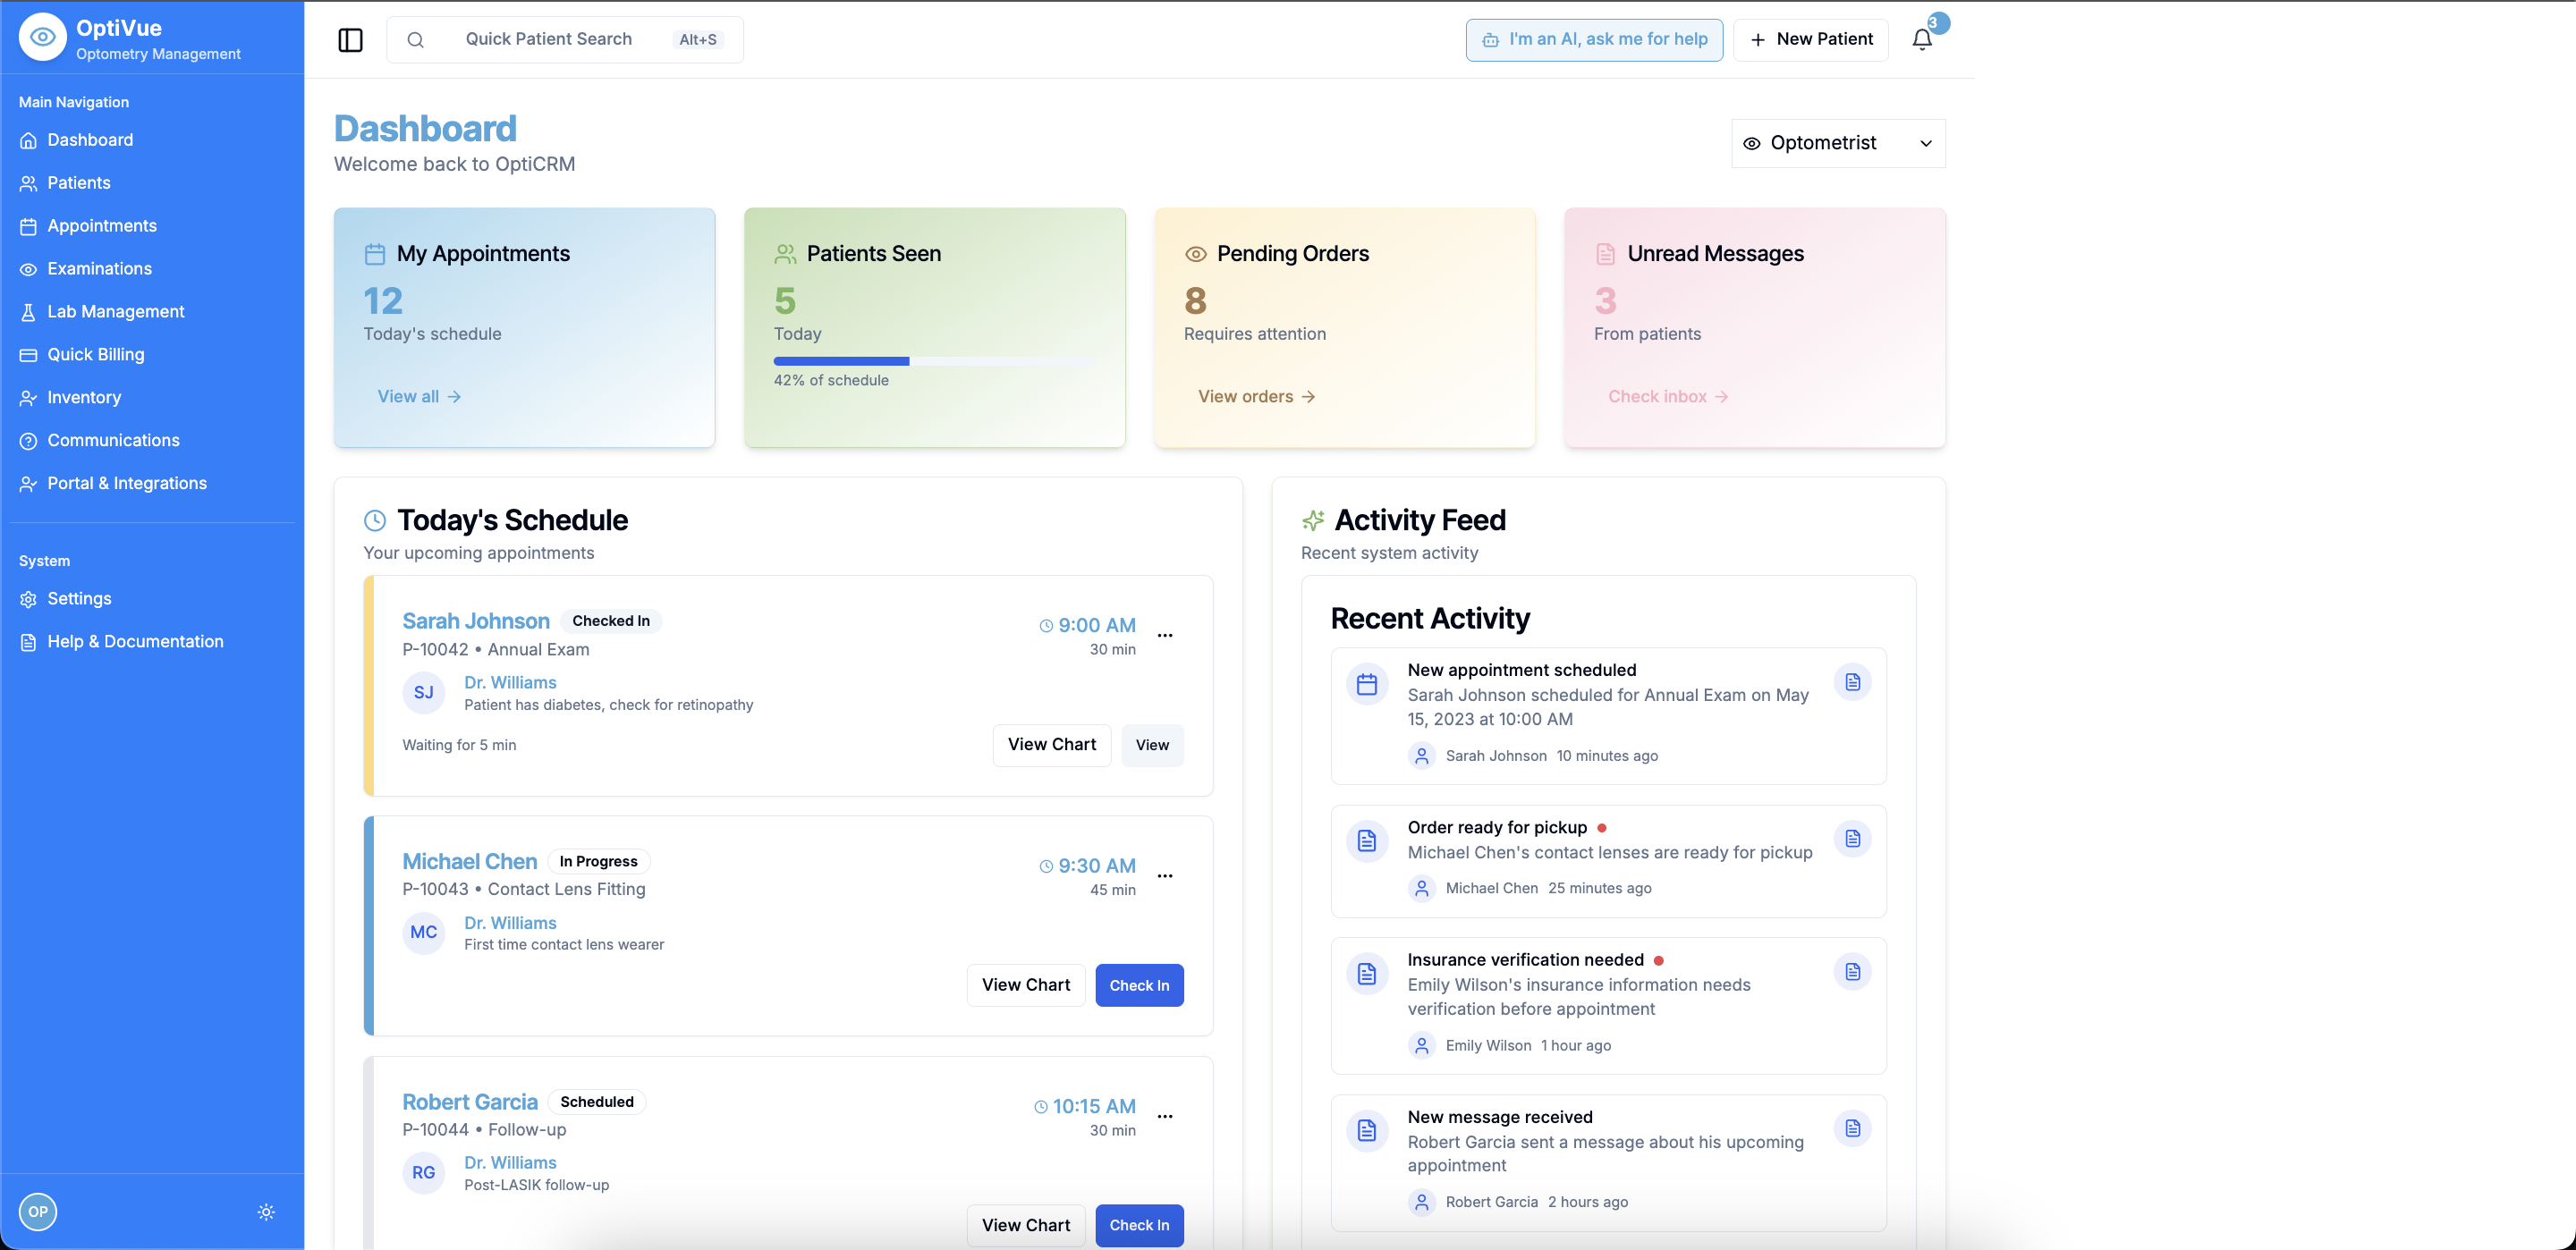 OptiVue
Optometry Management
Main Navigation
Dashboard
Patients
Appointments
Examinations
Lab Management
Quick Billing
Inventory
Communications
Portal & Integrations
System
Settings
Help & Documentation
OP
Quick Patient Search
Alt+S
I'm an AI, ask me for help
New Patient
3
Dashboard
Welcome back to OptiCRM
Optometrist
My Appointments
12
Today's schedule
View all →
Patients Seen
5
Today
42% of schedule
Pending Orders
8
Requires attention
View orders →
Unread Messages
3
From patients
Check inbox →
Today's Schedule
Your upcoming appointments
Sarah Johnson Checked In
9:00 AM
...
P-10042 • Annual Exam
30 min
SJ
Dr. Williams
Patient has diabetes, check for retinopathy
Waiting for 5 min
View Chart
View
Michael Chen In Progress
9:30 AM
...
P-10043 • Contact Lens Fitting
45 min
MC
Dr. Williams
First time contact lens wearer
View Chart
Check In
Robert Garcia Scheduled
10:15 AM
...
P-10044 • Follow-up
30 min
RG
Dr. Williams
Post-LASIK follow-up
View Chart
Check In
Activity Feed
Recent system activity
Recent Activity
New appointment scheduled
Sarah Johnson scheduled for Annual Exam on May
15, 2023 at 10:00 AM
Sarah Johnson 10 minutes ago
Order ready for pickup
Michael Chen's contact lenses are ready for pickup
Michael Chen 25 minutes ago
Insurance verification needed
Emily Wilson's insurance information needs
verification before appointment
Emily Wilson 1 hour ago
New message received
Robert Garcia sent a message about his upcoming
appointment
Robert Garcia 2 hours ago